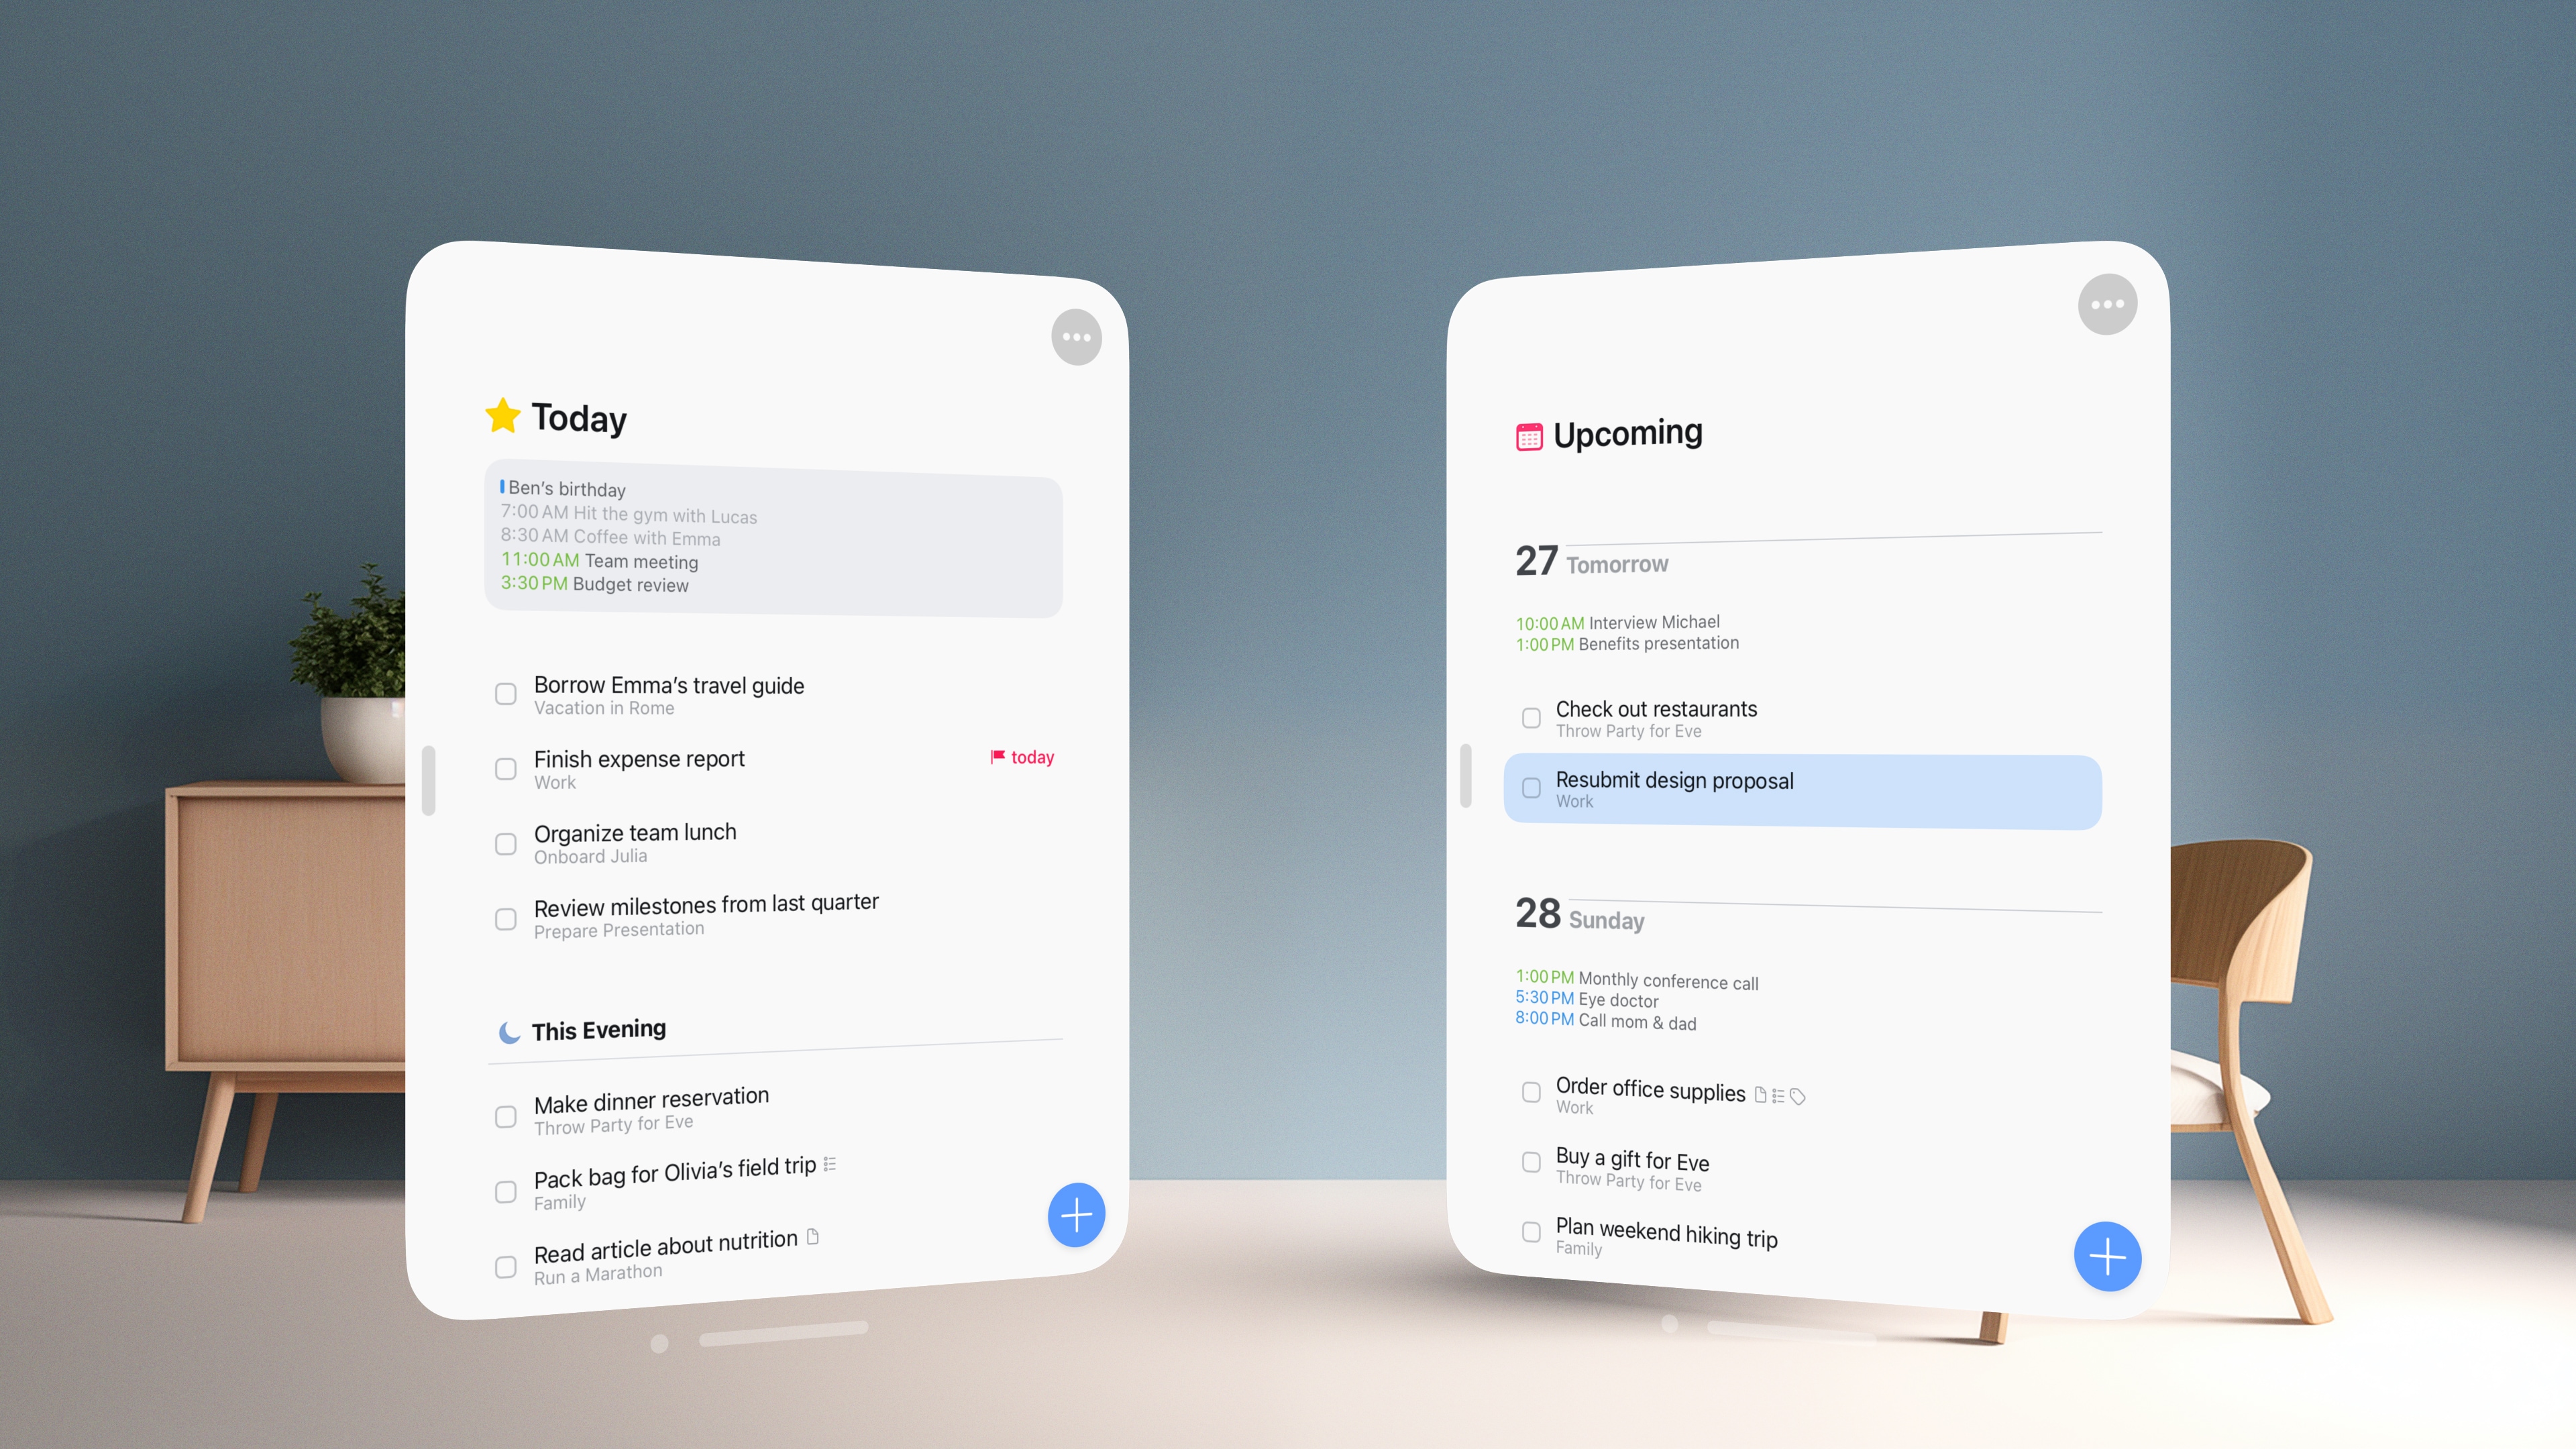 Today
Ben's birthday
7:00 AM Hit the gym with Lucas
8:30 AM Coffee with Emma
11:00 AM Team meeting
3:30 PM Budget review
Borrow Emma's travel guide
Vacation in Rome
Finish expense report
today
Work
Organize team lunch
Onboard Julia
Review milestones from last quarter
Prepare Presentation
This Evening
Make dinner reservation
Throw Party for Eve
Pack bag for Olivia's field trip
Family
Read article about nutrition
Run a Marathon
Upcoming
27 Tomorrow
10:00 AM Interview Michael
1:00 PM Benefits presentation
Check out restaurants
Throw Party for Eve
Resubmit design proposal
Work
28 Sunday
1:00 PM Monthly conference call
5:30 PM Eye doctor
8:00 PM Call mom & dad
Order office supplies
Work
Buy a gift for Eve
Throw Party for Eve
Plan weekend hiking trip
Family